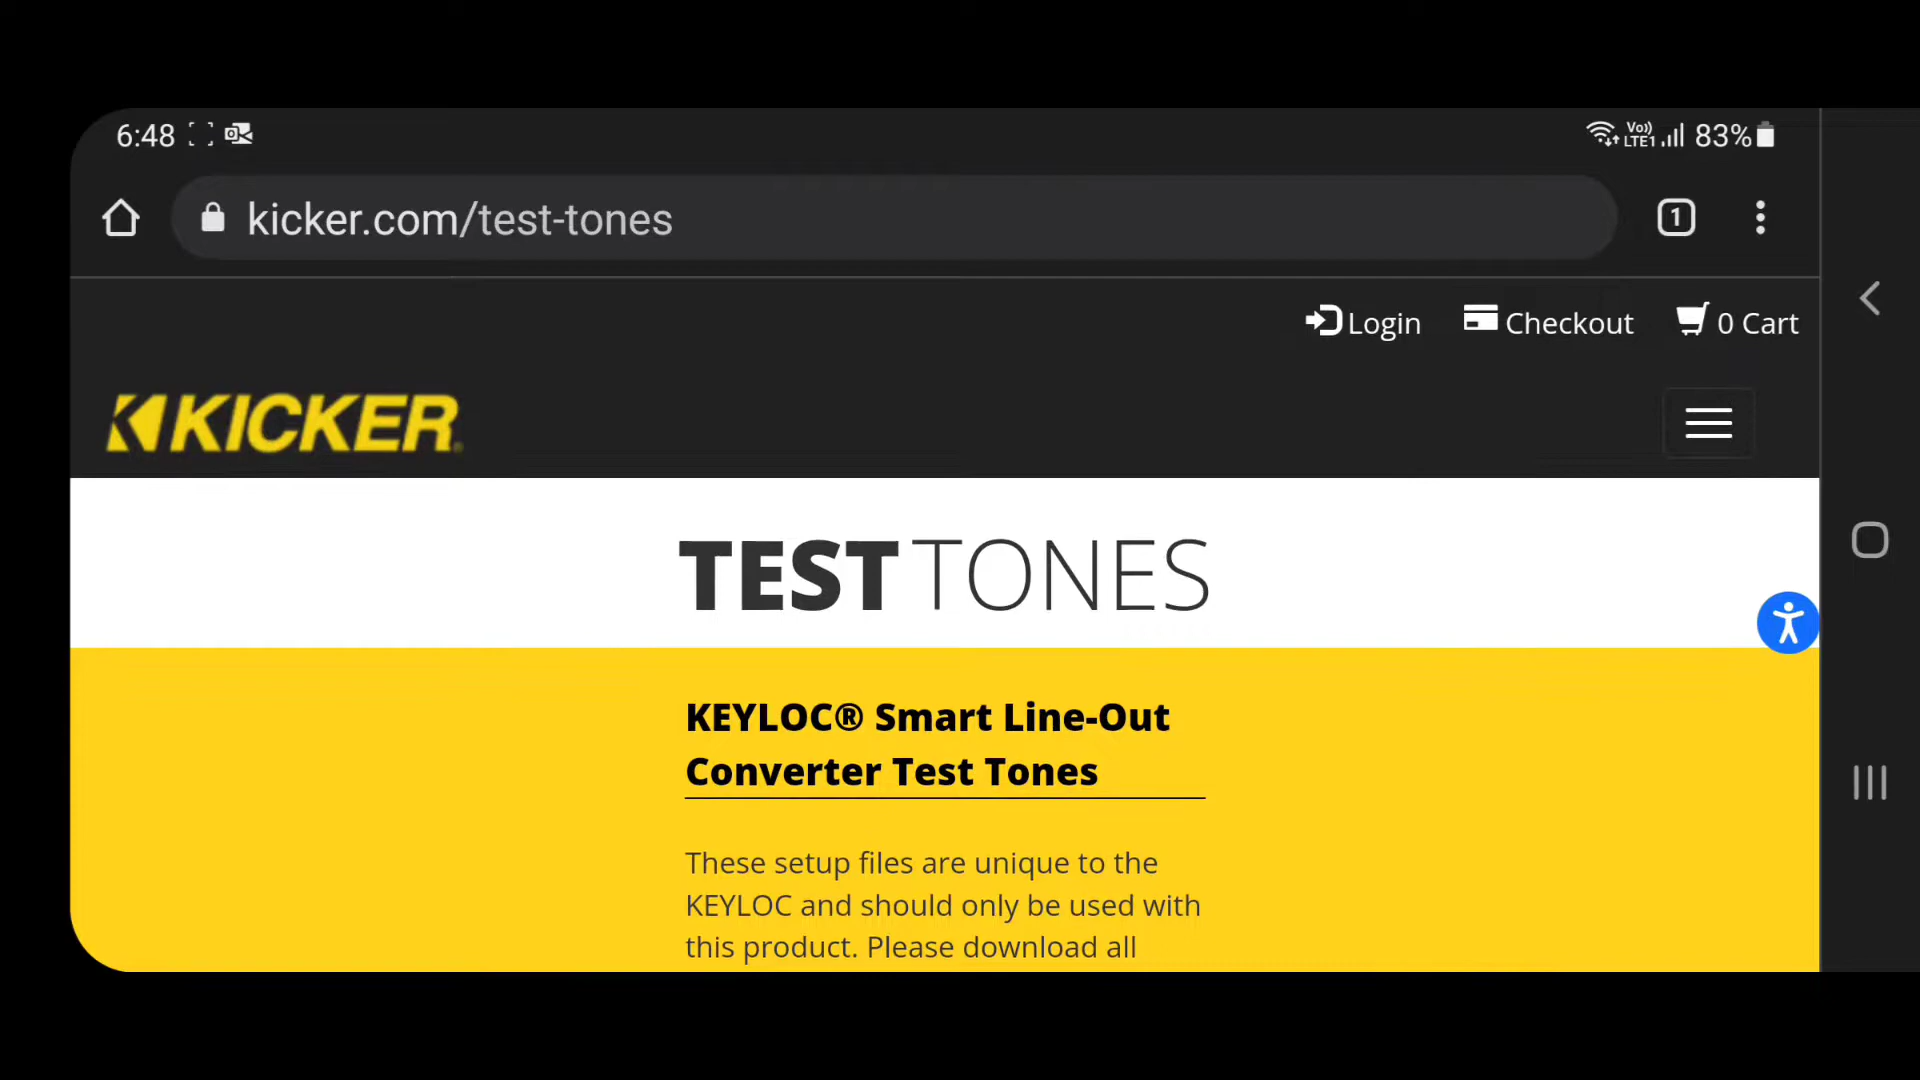 6:48
Vo)) LTE1 83%
kicker.com/test-tones
1
Login Checkout 0 Cart
KICKER®
TEST TONES
KEYLOC® Smart Line-Out
Converter Test Tones
These setup files are unique to the
KEYLOC and should only be used with
this product. Please download all